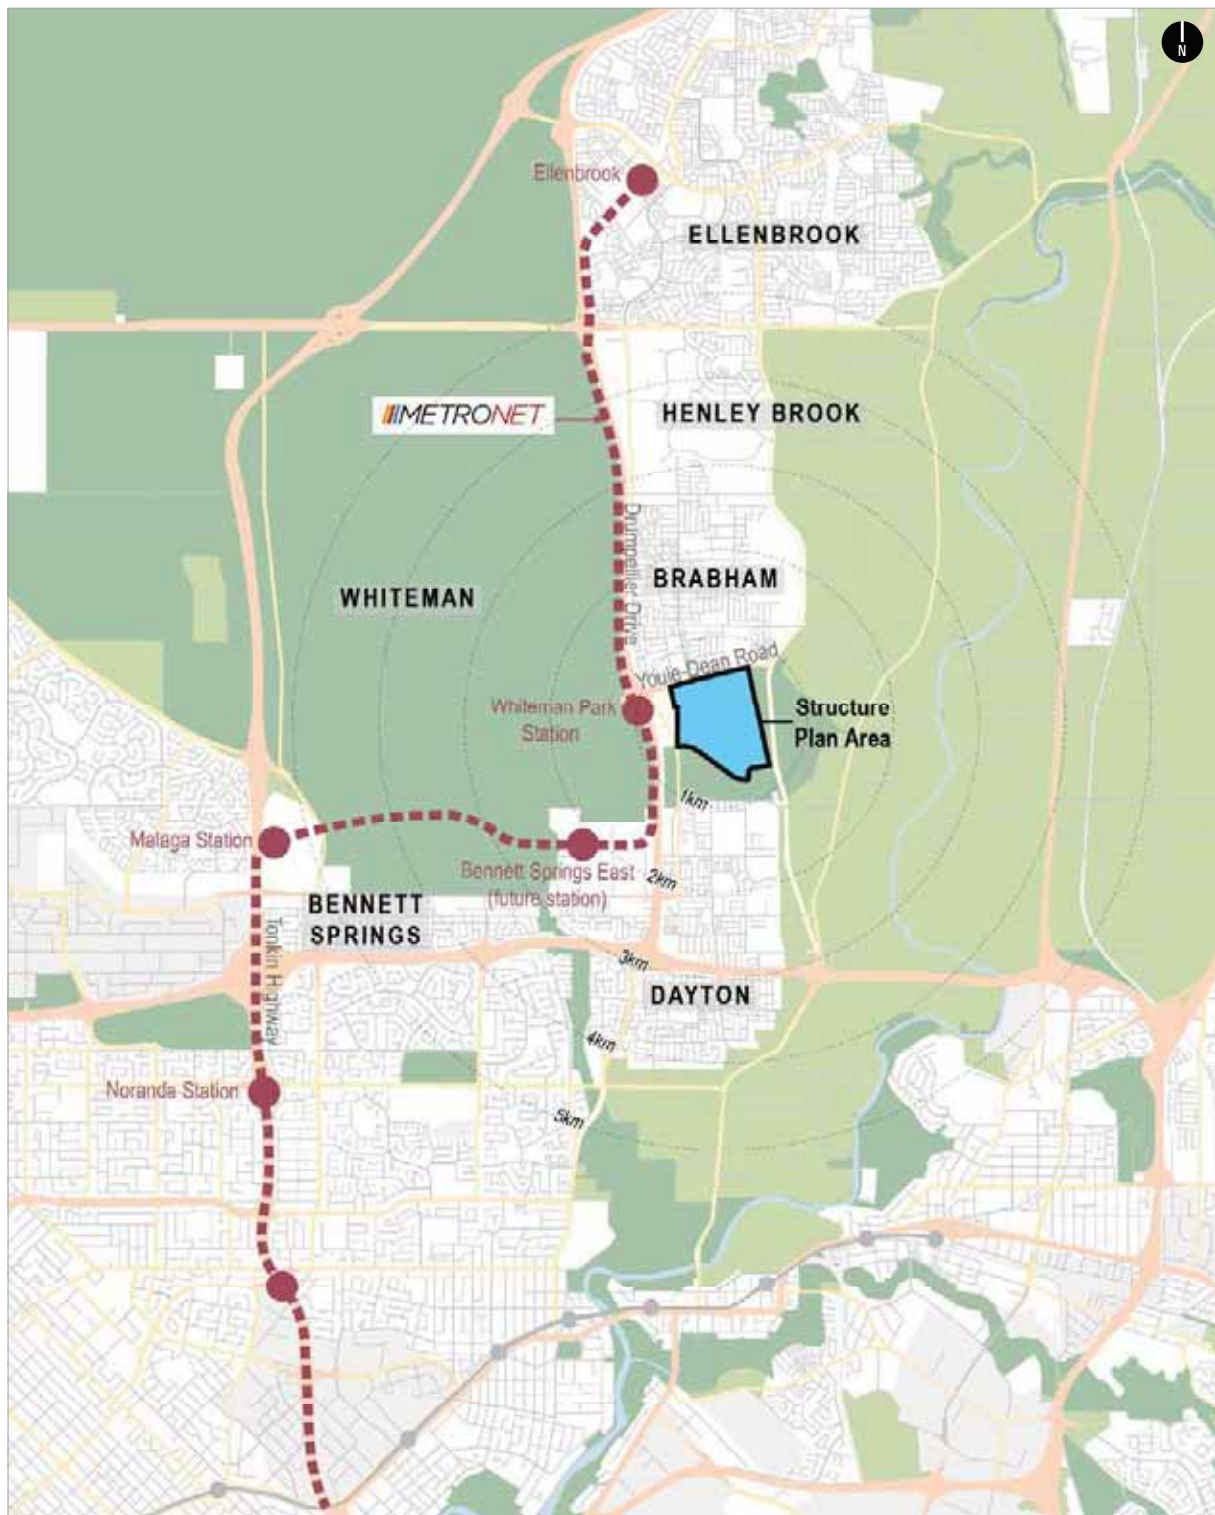 N
Ellenbrook
ELLENBROOK
METRONET
HENLEY BROOK
Drumpellier Drive
BRABHAM
WHITEMAN
Youle-Dean Road
Whiteman Park
Station
Structure
Plan Area
1km
Malaga Station
Bennett Springs East
(future station)
2km
BENNETT
SPRINGS
Tonkin Highway
3km
DAYTON
4km
Noranda Station
5km